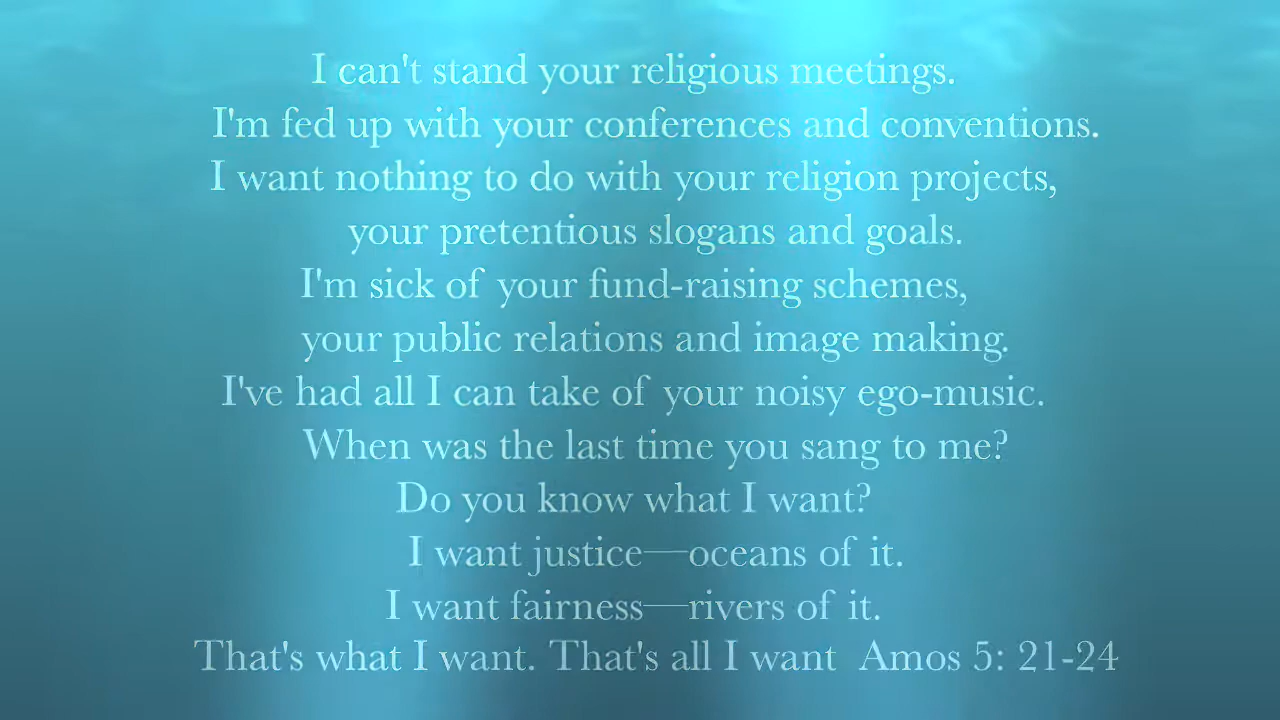 I can't stand your religious meetings.
I'm fed up with your conferences and conventions.
I want nothing to do with your religion projects,
your pretentious slogans and goals.
I'm sick of your fund-raising schemes,
your public relations and image making.
I've had all I can take of your noisy ego-music.
When was the last time you sang to me?
Do you know what I want?
I want justice—oceans of it.
I want fairness—rivers of it.
That's what I want. That's all I want Amos 5: 21-24